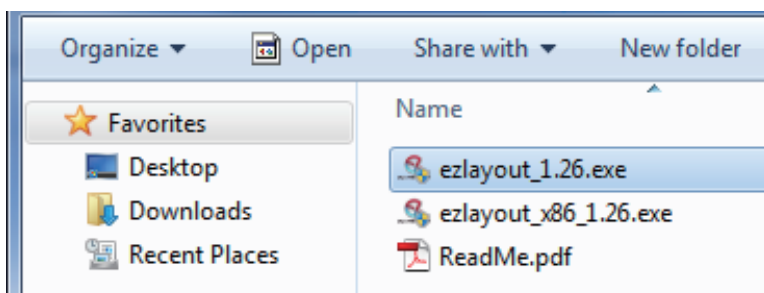 Organize Open Share with New folder
Favorites
Desktop
Downloads
Recent Places
Name
ezlayout_1.26.exe
ezlayout_x86_1.26.exe
ReadMe.pdf